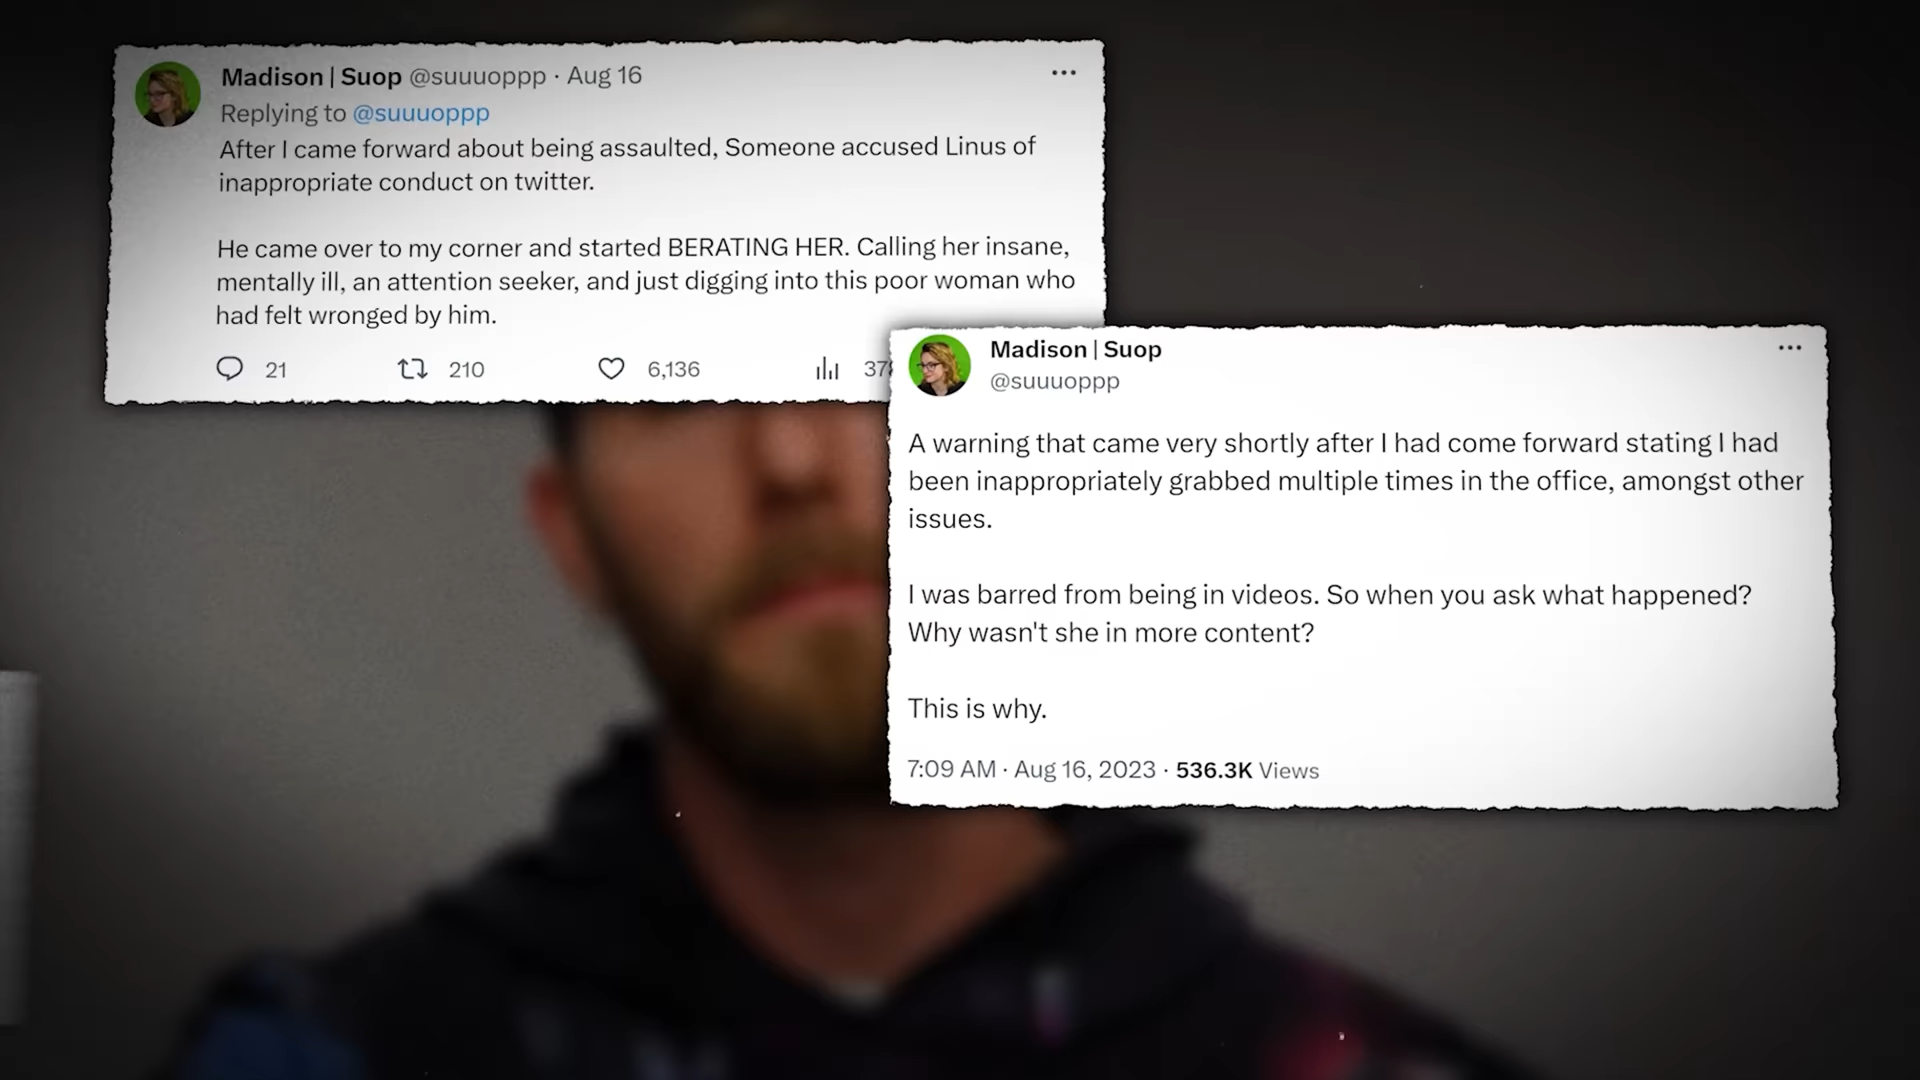 Madison | Suop @suuuoppp · Aug 16
Replying to @suuuoppp
After I came forward about being assaulted, Someone accused Linus of
inappropriate conduct on twitter.
He came over to my corner and started BERATING HER. Calling her insane,
mentally ill, an attention seeker, and just digging into this poor woman who
had felt wronged by him.
21 210 6,136
Madison | Suop
@suuuoppp
A warning that came very shortly after I had come forward stating I had
been inappropriately grabbed multiple times in the office, amongst other
issues.
I was barred from being in videos. So when you ask what happened?
Why wasn't she in more content?
This is why.
7:09 AM · Aug 16, 2023 · 536.3K Views